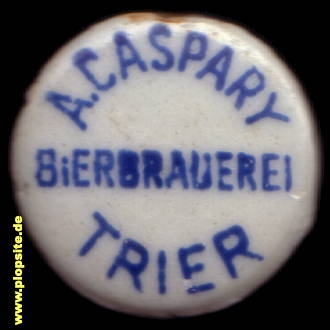 A. CASPARY
BiERBRAUEREI
TRIER
www.plopsite.de